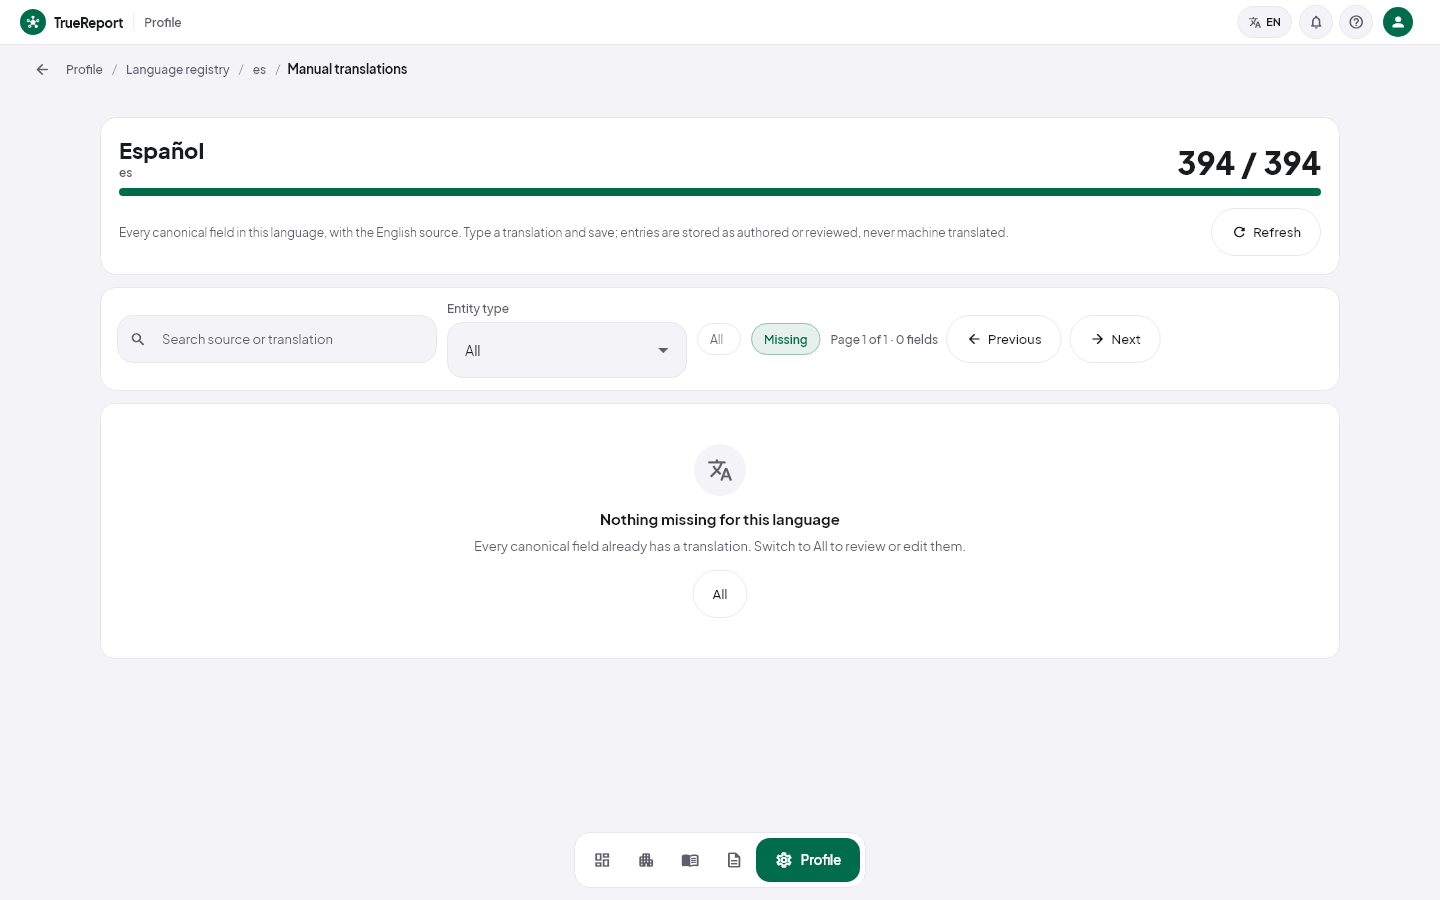 TrueReport
Profile
EN
Profile / Language registry / es / Manual translations
Español
es
394 / 394
Every canonical field in this language, with the English source. Type a translation and save; entries are stored as authored or reviewed, never machine translated.
Refresh
Entity type
Search source or translation
All
All
Missing
Page 1 of 1 · 0 fields
Previous
Next
Nothing missing for this language
Every canonical field already has a translation. Switch to All to review or edit them.
All
Profile